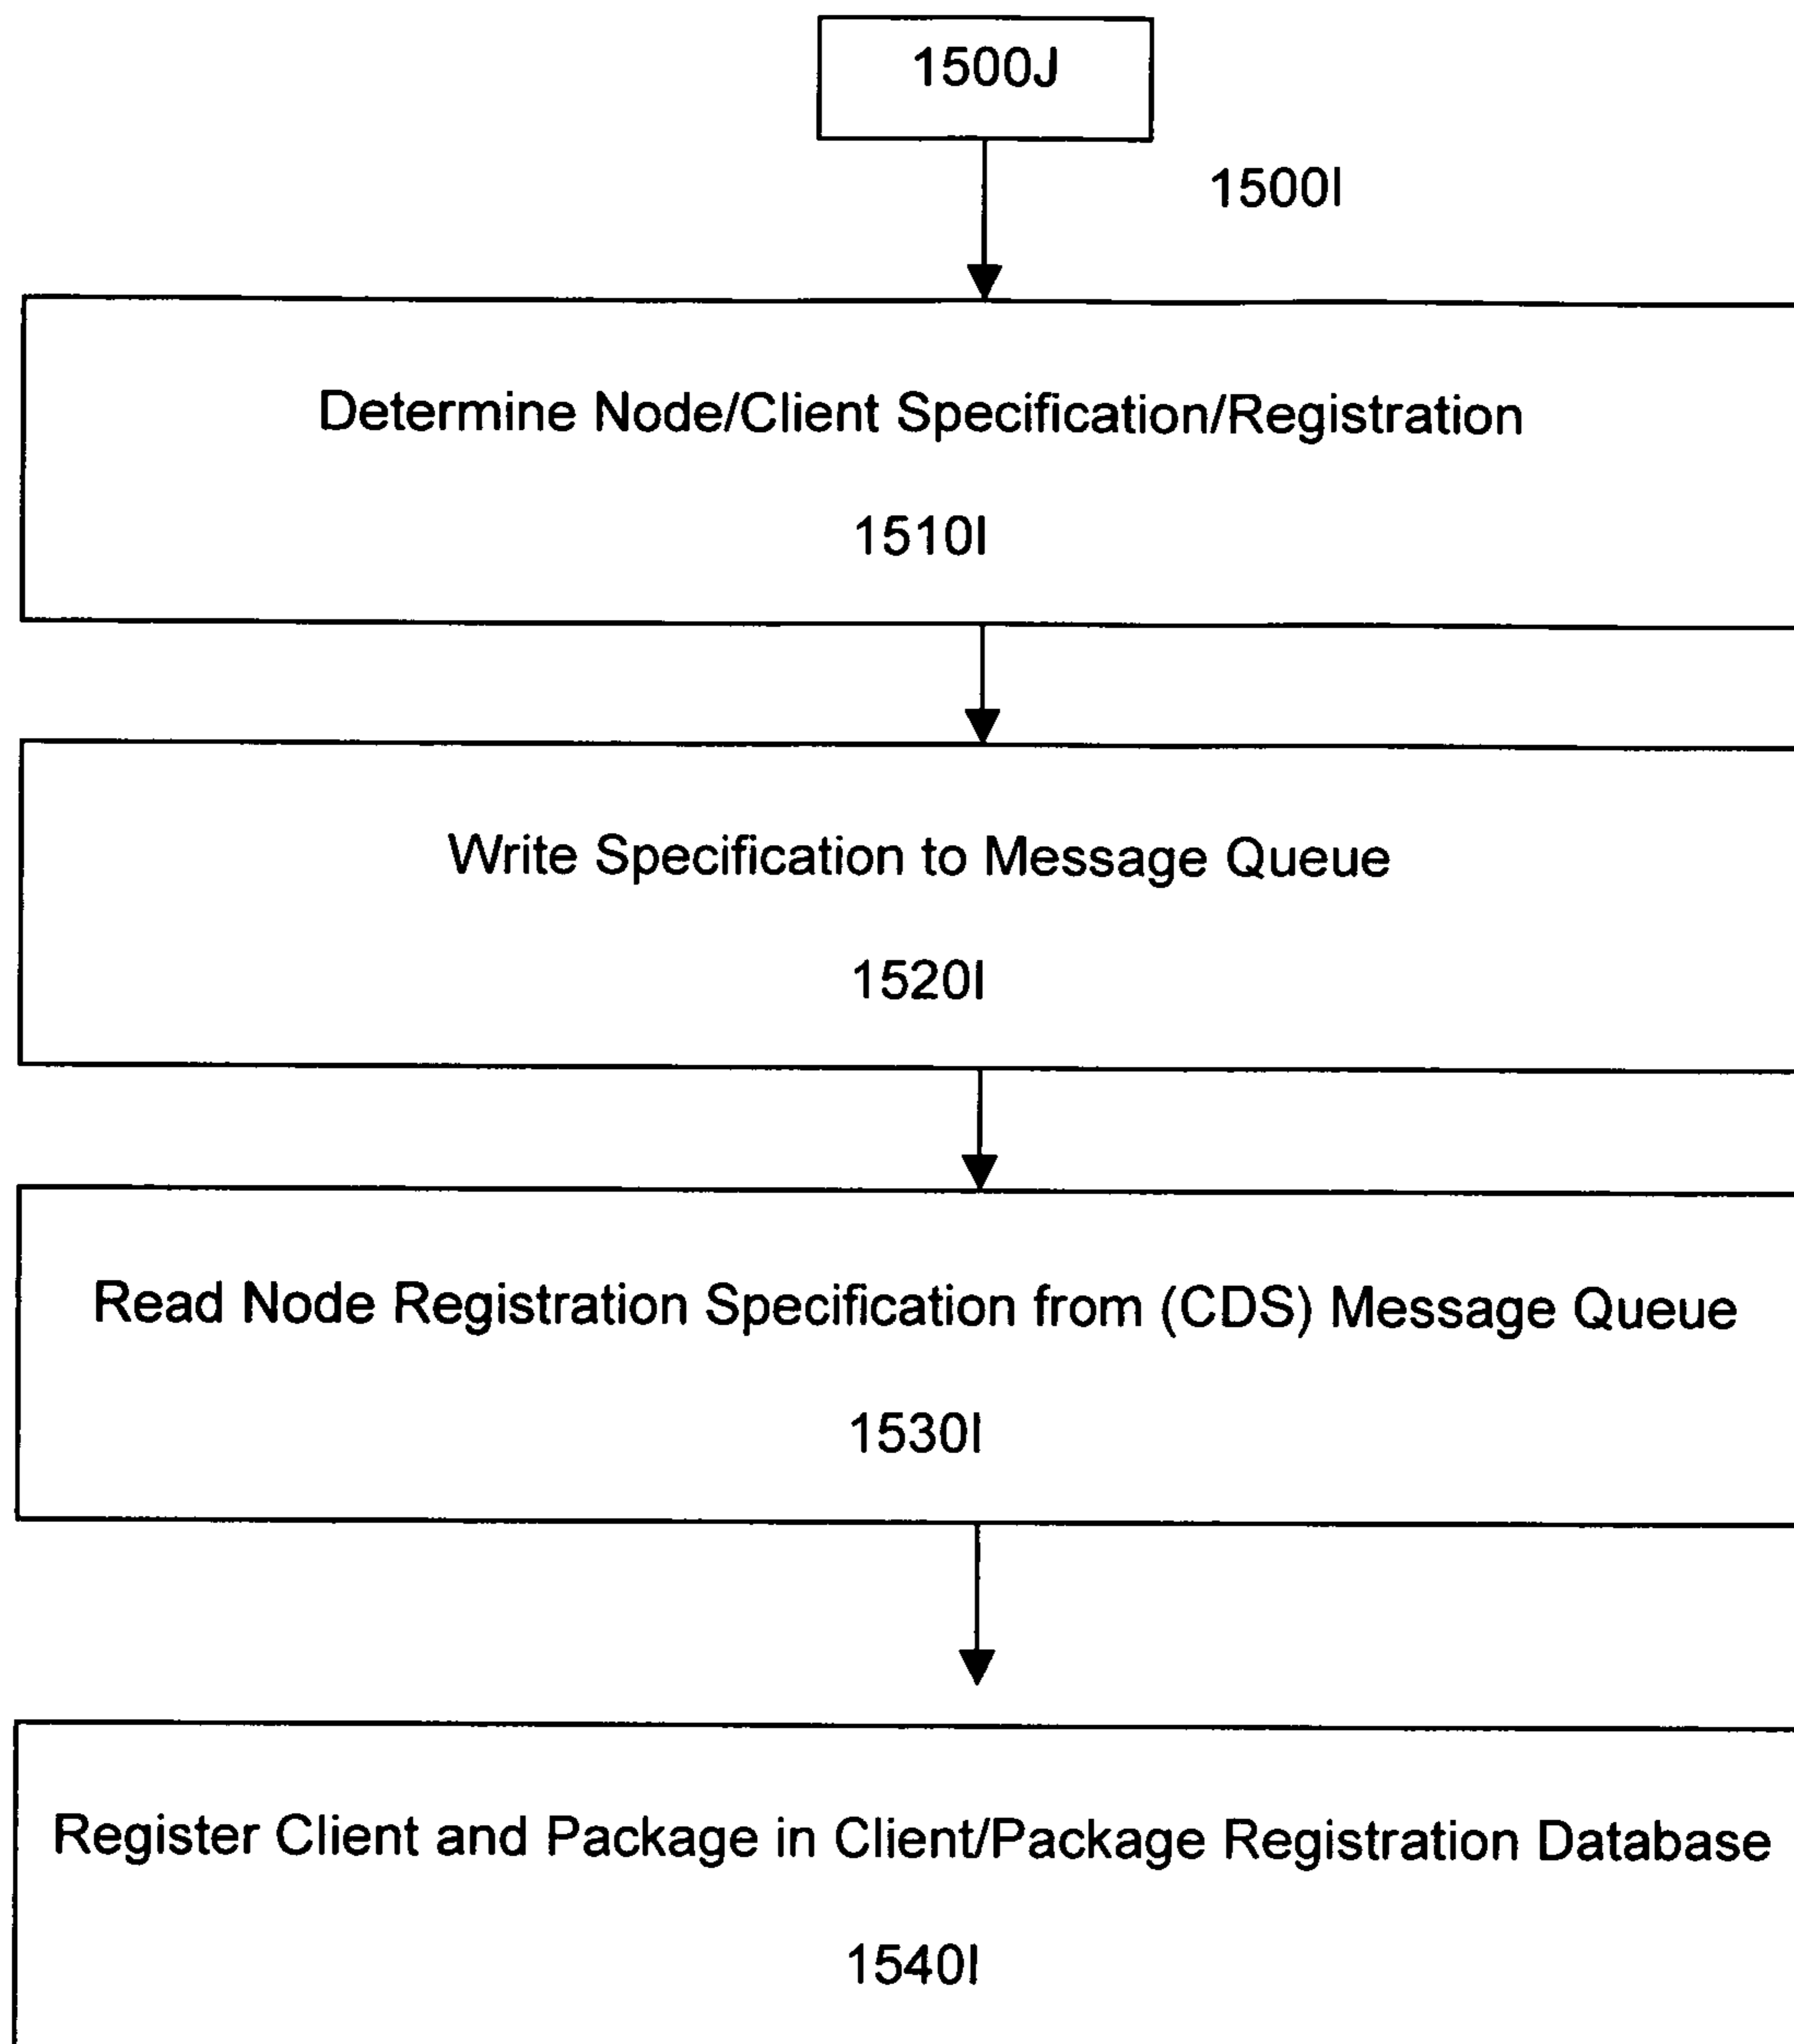 1500J
1500I
Determine Node/Client Specification/Registration
1510I
Write Specification to Message Queue
1520I
Read Node Registration Specification from (CDS) Message Queue
1530I
Register Client and Package in Client/Package Registration Database
1540I